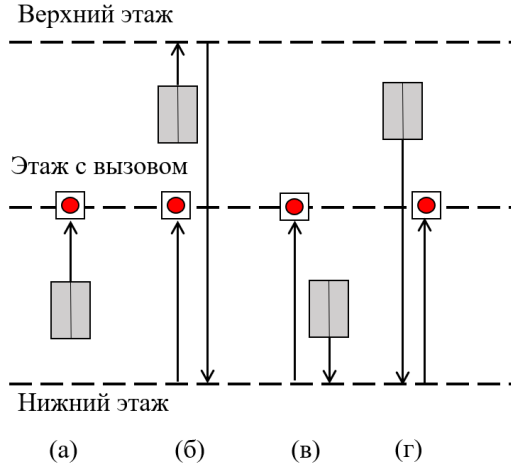 Верхний этаж
Этаж с вызовом
Нижний этаж
(а) (б) (в) (г)